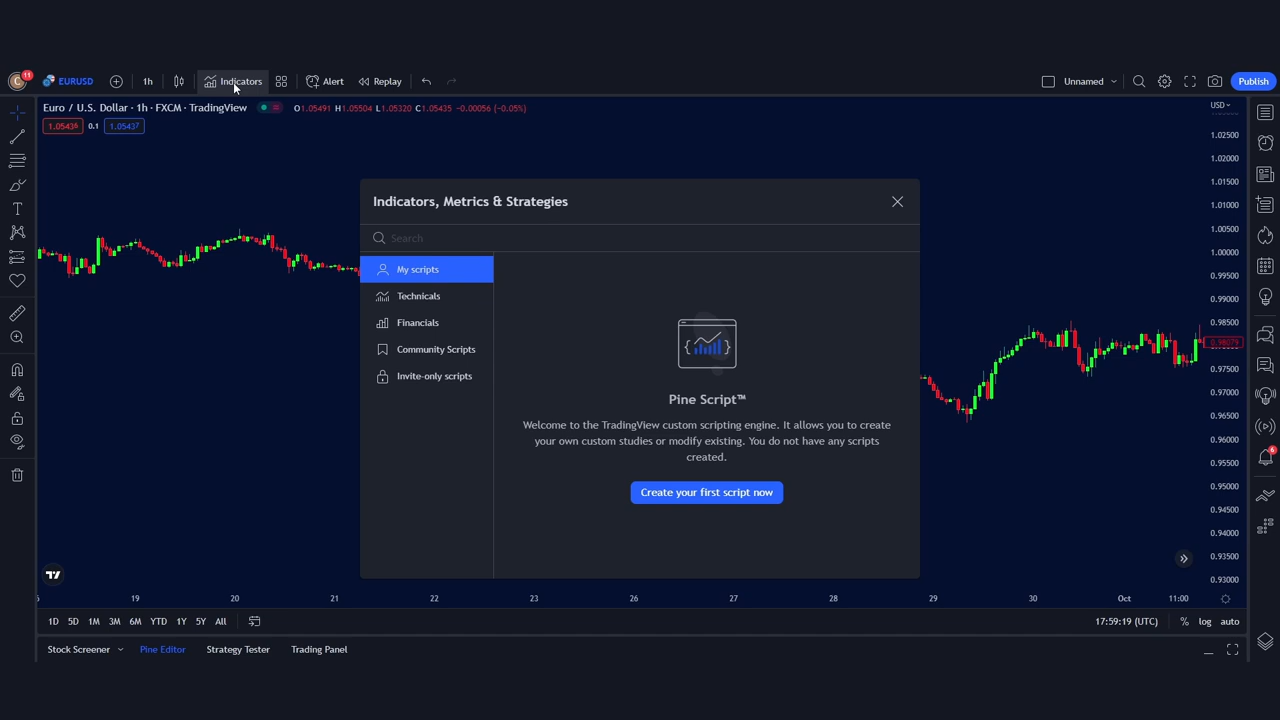 C 11 EURUSD 1h Indicators Alert Replay Unnamed Publish
Euro / U.S. Dollar · 1h · FXCM · TradingView O1.05491 H1.05504 L1.05320 C1.05435 −0.00056 (−0.05%) USD
1.05436 0.1 1.05437
1.02500
1.02000
1.01500
1.01000
1.00500
1.00000
0.99500
0.99000
0.98500
0.98079
0.97500
0.97000
0.96500
0.96000
0.95500
0.95000
0.94500
0.94000
0.93500
0.93000
Indicators, Metrics & Strategies
Search
My scripts
Technicals
Financials
Community Scripts
Invite-only scripts
Pine Script™
Welcome to the TradingView custom scripting engine. It allows you to create
your own custom studies or modify existing. You do not have any scripts
created.
Create your first script now
6
19 20 21 22 23 26 27 28 29 30 Oct 11:00
1D 5D 1M 3M 6M YTD 1Y 5Y All 17:59:19 (UTC) % log auto
Stock Screener Pine Editor Strategy Tester Trading Panel